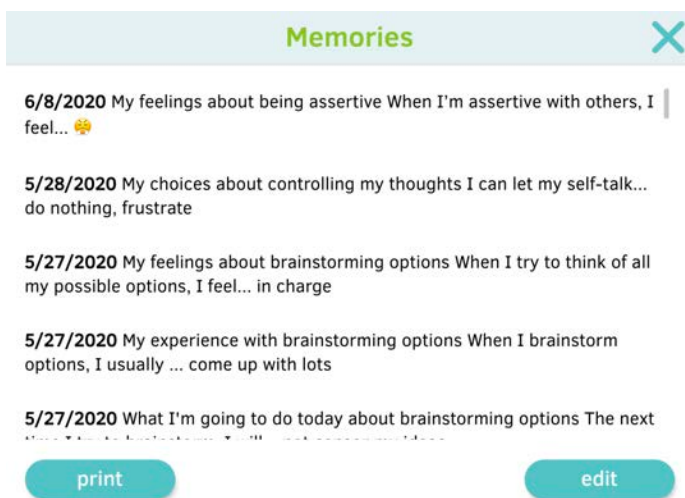 Memories
6/8/2020 My feelings about being assertive When I'm assertive with others, I
feel... 😤
5/28/2020 My choices about controlling my thoughts I can let my self-talk...
do nothing, frustrate
5/27/2020 My feelings about brainstorming options When I try to think of all
my possible options, I feel... in charge
5/27/2020 My experience with brainstorming options When I brainstorm
options, I usually ... come up with lots
5/27/2020 What I'm going to do today about brainstorming options The next
print
edit